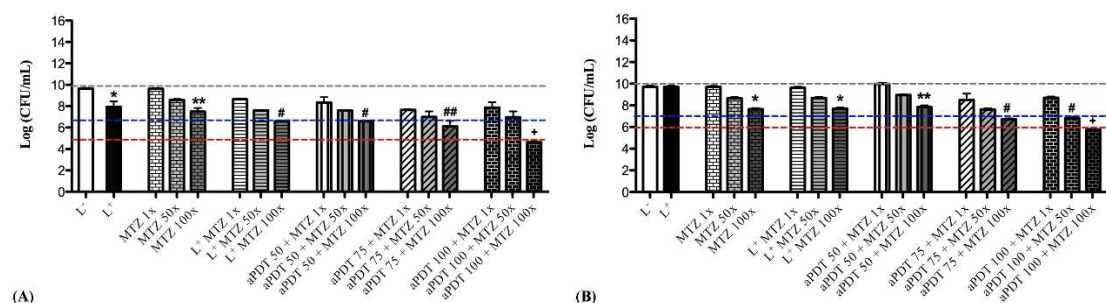 16
14
12
10
8
6
4
2
0
Log (CFU/mL)
*
**
#
#
##
+
L-
L+
MTZ 1x
MTZ 50x
MTZ 100x
L+ MTZ 1x
L+ MTZ 50x
L+ MTZ 100x
aPDT 50 + MTZ 1x
aPDT 50 + MTZ 50x
aPDT 50 + MTZ 100x
aPDT 75 + MTZ 1x
aPDT 75 + MTZ 50x
aPDT 75 + MTZ 100x
aPDT 100 + MTZ 1x
aPDT 100 + MTZ 50x
aPDT 100 + MTZ 100x
(A)
16
14
12
10
8
6
4
2
0
Log (CFU/mL)
*
*
**
#
#
+
L-
L+
MTZ 1x
MTZ 50x
MTZ 100x
L+ MTZ 1x
L+ MTZ 50x
L+ MTZ 100x
aPDT 50 + MTZ 1x
aPDT 50 + MTZ 50x
aPDT 50 + MTZ 100x
aPDT 75 + MTZ 1x
aPDT 75 + MTZ 50x
aPDT 75 + MTZ 100x
aPDT 100 + MTZ 1x
aPDT 100 + MTZ 50x
aPDT 100 + MTZ 100x
(B)